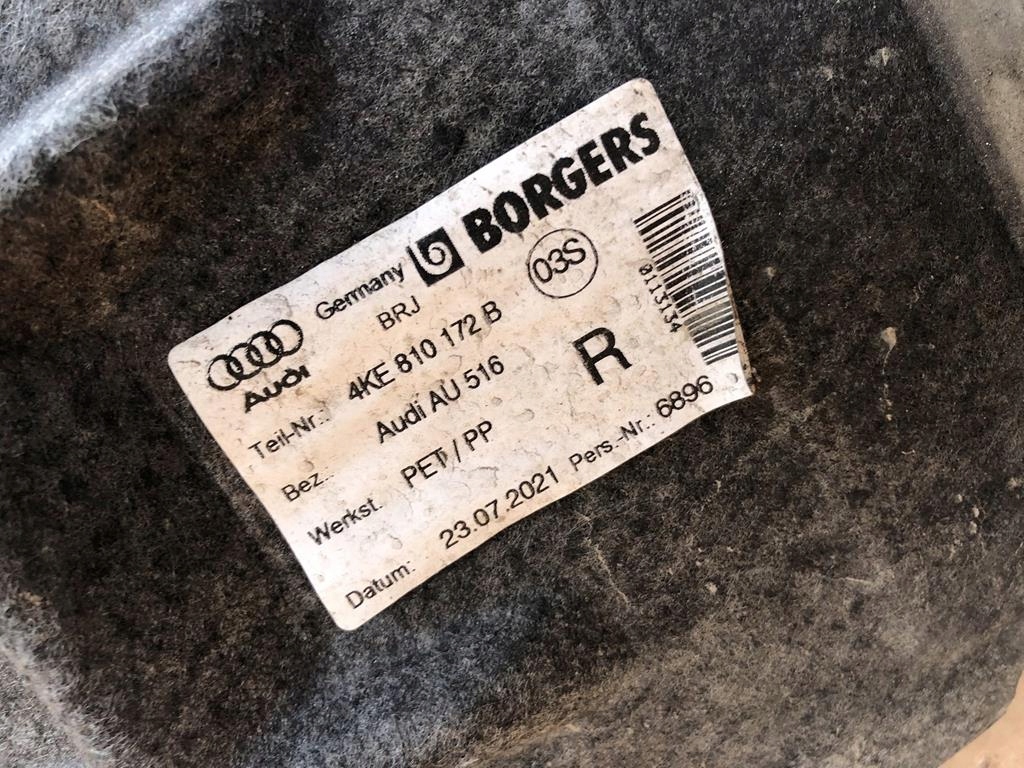 BORGERS
Germany
AUDI
BRJ
03S
Teil-Nr.: 4KE 810 172 B
Bez.: Audi AU 516
R
Werkst. PET / PP
Datum: 23.07.2021 Pers.-Nr.: 6896
0113134